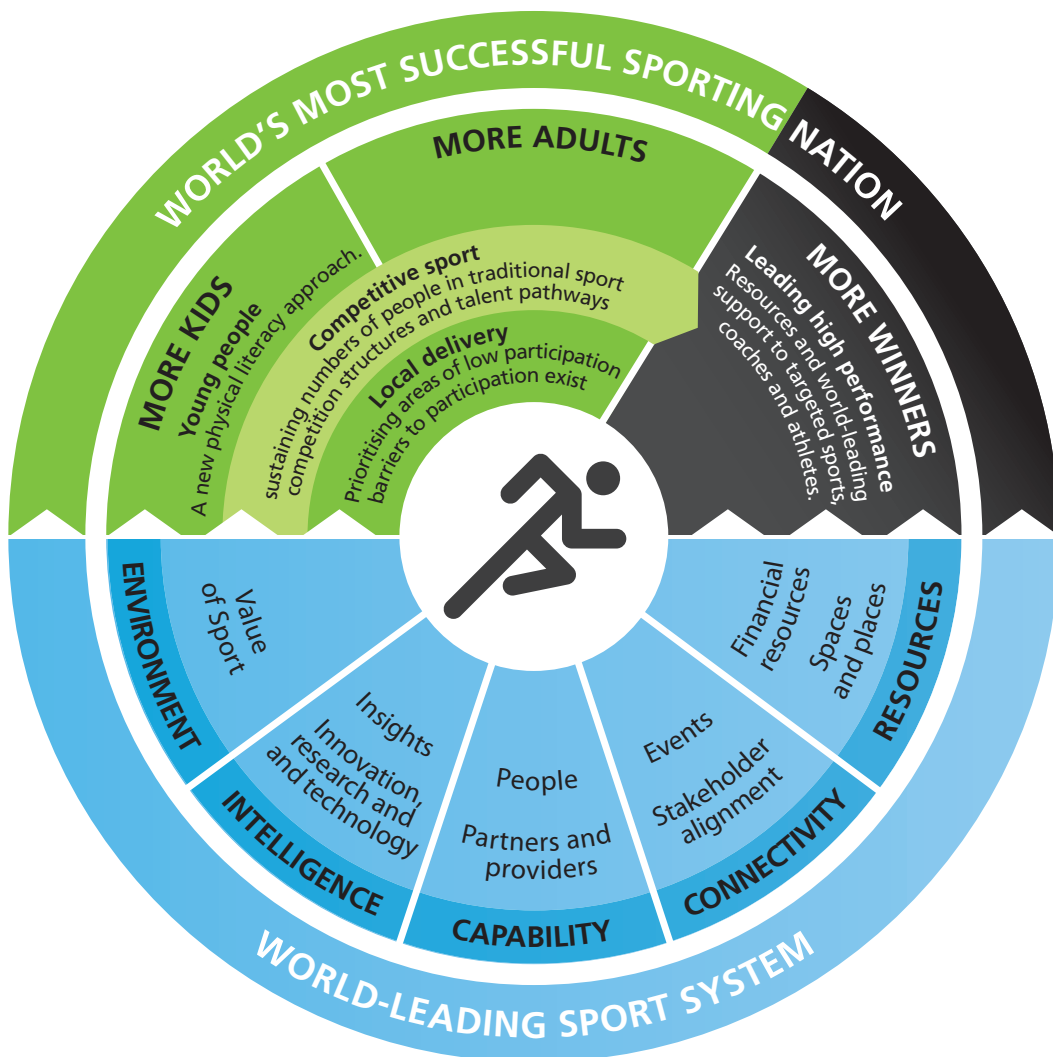 WORLD'S MOST SUCCESSFUL SPORTING NATION
MORE KIDS
Young people
A new physical literacy approach.
MORE ADULTS
Competitive sport
sustaining numbers of people in traditional sport
competition structures and talent pathways
Local delivery
Prioritising areas of low participation
barriers to participation exist
MORE WINNERS
Leading high performance
Resources and world-leading
support to targeted sports,
coaches and athletes.
ENVIRONMENT
Value
of Sport
INTELLIGENCE
Insights
Innovation,
research and
and technology
CAPABILITY
People
Partners and
providers
CONNECTIVITY
Events
Stakeholder
alignment
RESOURCES
Financial
resources
Spaces
and places
WORLD-LEADING SPORT SYSTEM